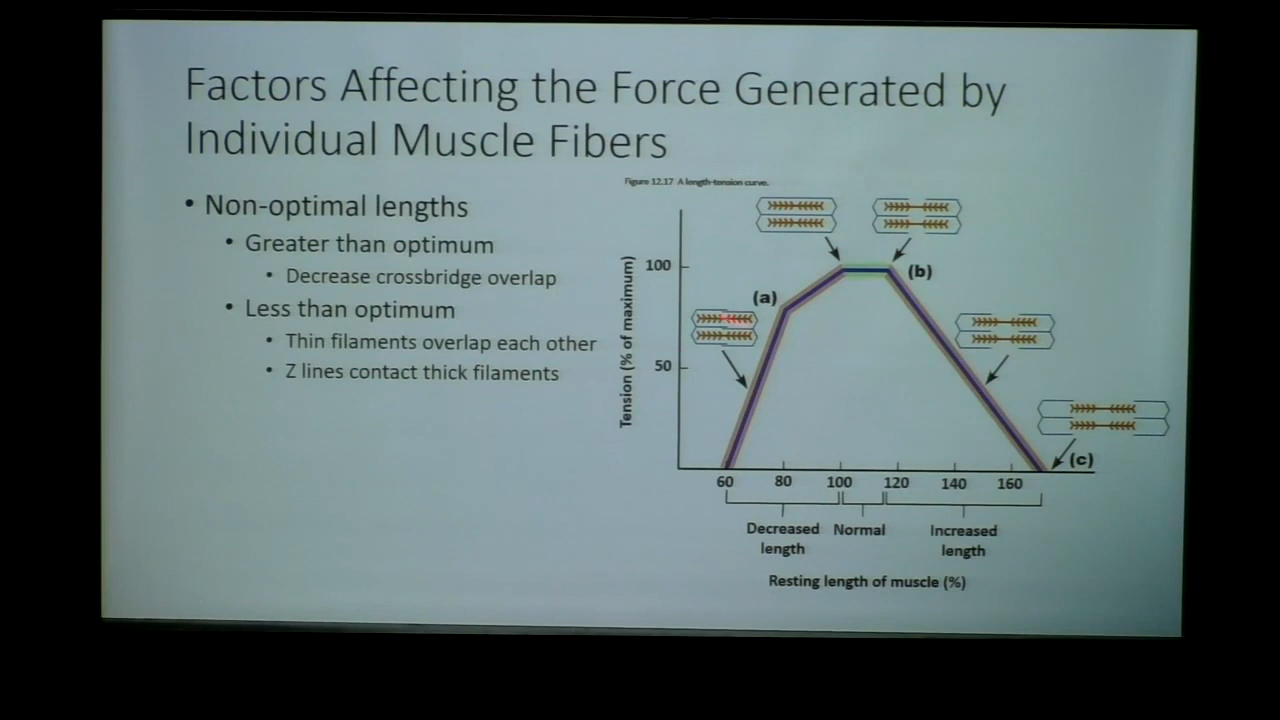 Factors Affecting the Force Generated by
Individual Muscle Fibers
• Non-optimal lengths
• Greater than optimum
• Decrease crossbridge overlap
• Less than optimum
• Thin filaments overlap each other
• Z lines contact thick filaments
Figure 12.17 A length-tension curve.
Tension (% of maximum)
100
50
(a)
(b)
(c)
60 80 100 120 140 160
Decreased length
Normal
Increased length
Resting length of muscle (%)